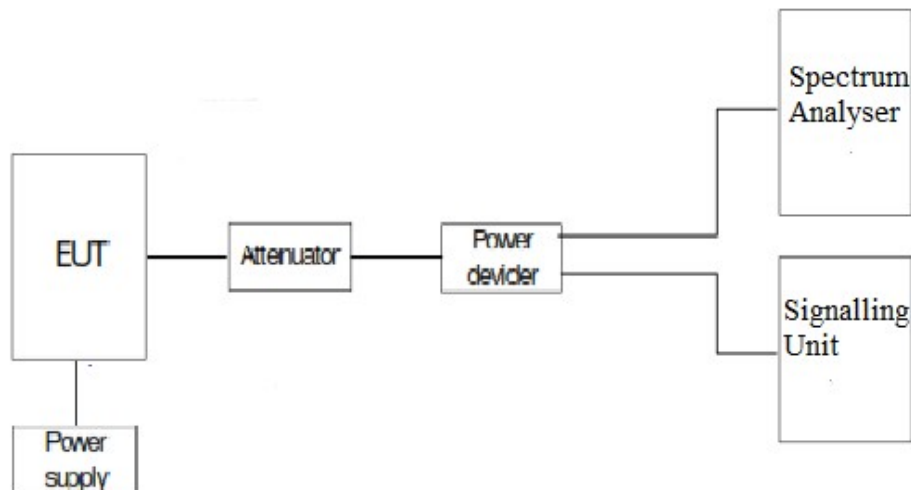 EUT
Attenuator
Power
devider
Spectrum
Analyser
Signalling
Unit
Power
supply